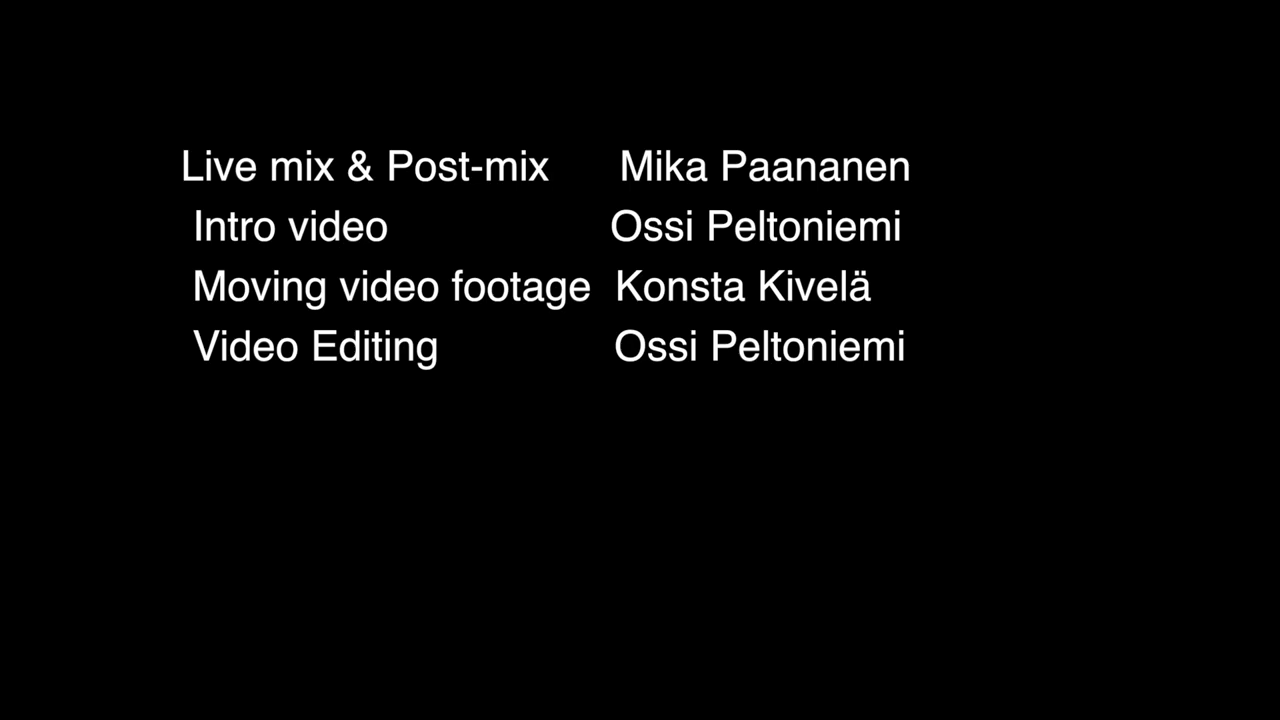 Live mix & Post-mix Mika Paananen
Intro video Ossi Peltoniemi
Moving video footage Konsta Kivelä
Video Editing Ossi Peltoniemi